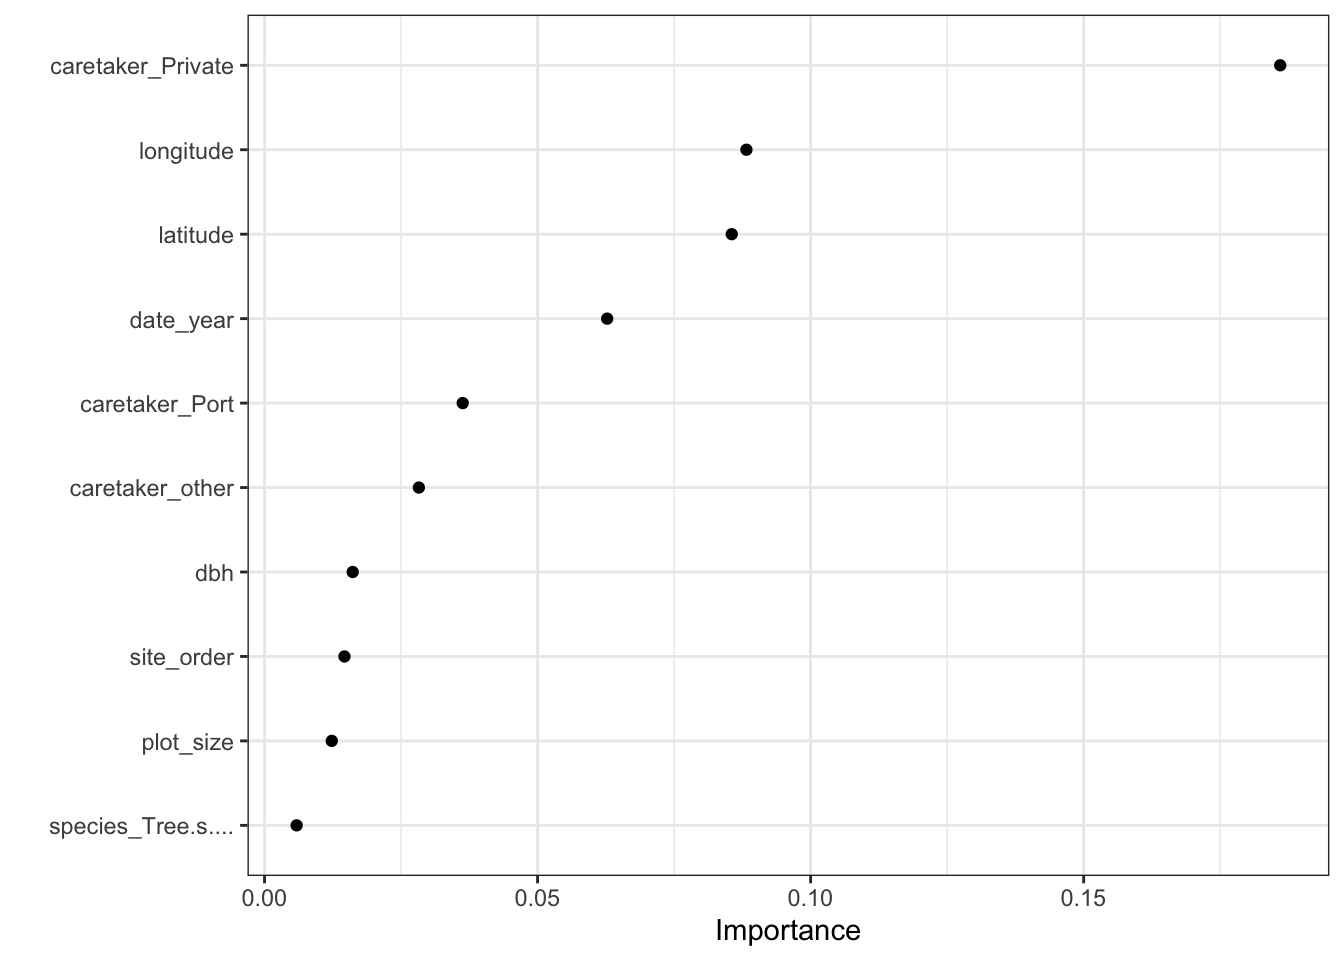 caretaker_Private
longitude
latitude
date_year
caretaker_Port
caretaker_other
dbh
site_order
plot_size
species_Tree.s....
0.00 0.05 0.10 0.15
Importance